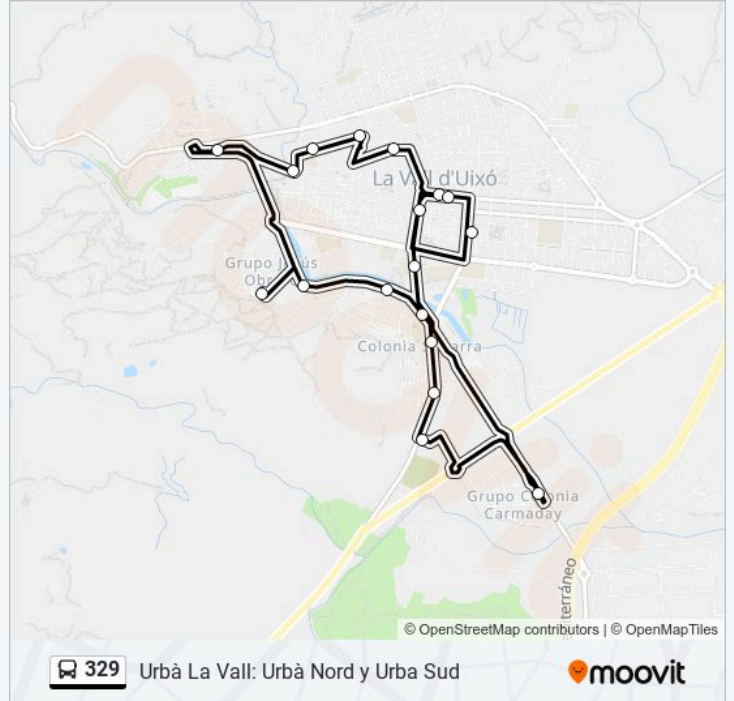 La Vall d'Uixó
Grupo
Colonia
Grupo Colonia
Carmaday
© OpenStreetMap contributors | © OpenMapTiles
329
Urbà La Vall: Urbà Nord y Urba Sud
moovit